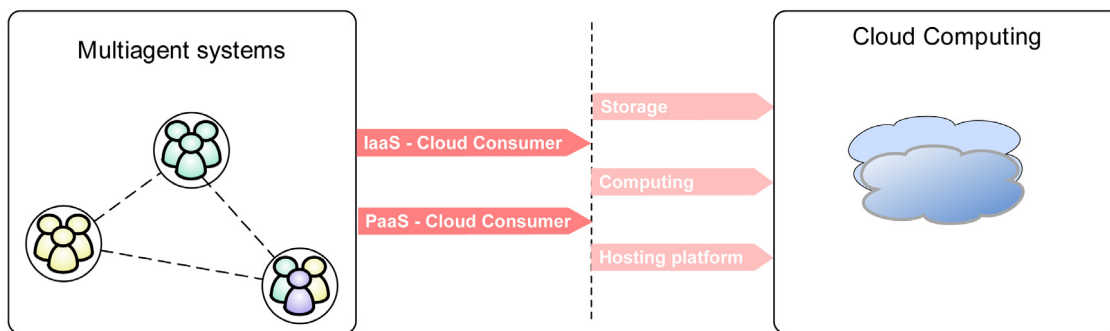 Multiagent systems
IaaS - Cloud Consumer
PaaS - Cloud Consumer
Storage
Computing
Hosting platform
Cloud Computing